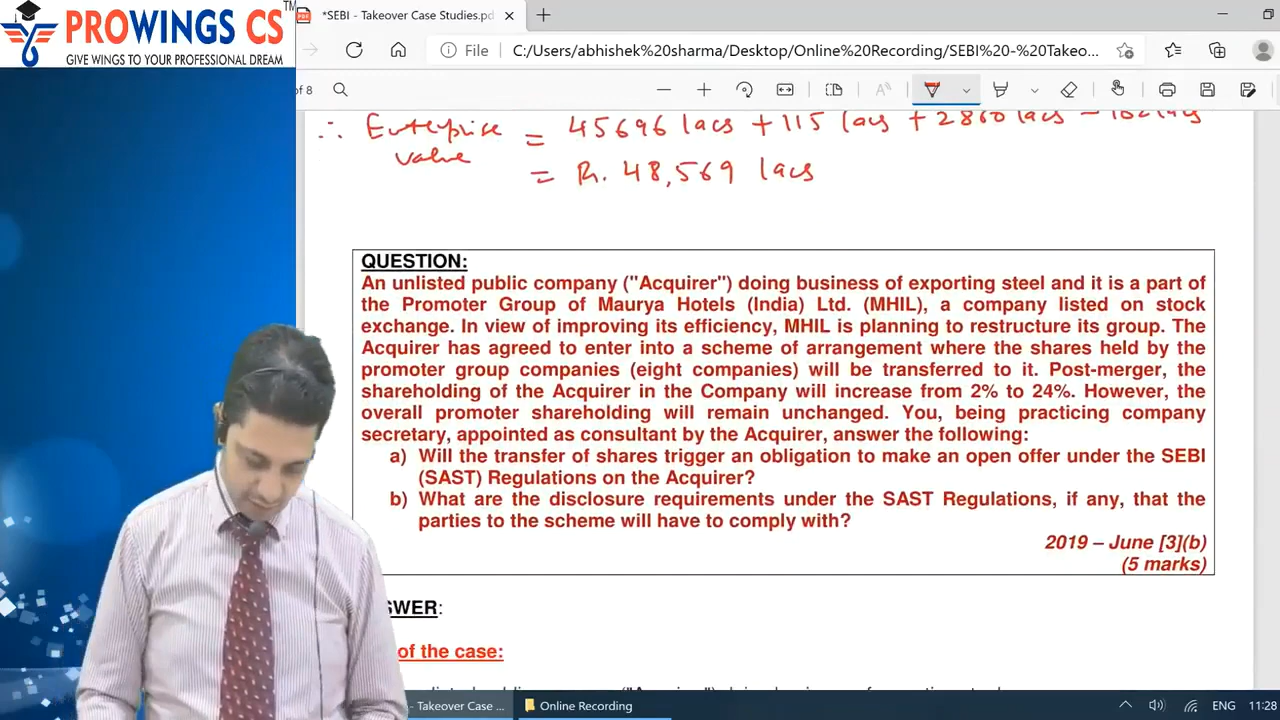 PROWINGS CS TM
GIVE WINGS TO YOUR PROFESSIONAL DREAM
*SEBI - Takeover Case Studies.pd
File C:/Users/abhishek%20sharma/Desktop/Online%20Recording/SEBI%20-%20Takeo...
of 8
∴ Enterprise = 45696 lacs + 115 lacs + 2860 lacs - 102 lacs
value
= Rs. 48,569 lacs
QUESTION:
An unlisted public company ("Acquirer") doing business of exporting steel and it is a part of
the Promoter Group of Maurya Hotels (India) Ltd. (MHIL), a company listed on stock
exchange. In view of improving its efficiency, MHIL is planning to restructure its group. The
Acquirer has agreed to enter into a scheme of arrangement where the shares held by the
promoter group companies (eight companies) will be transferred to it. Post-merger, the
shareholding of the Acquirer in the Company will increase from 2% to 24%. However, the
overall promoter shareholding will remain unchanged. You, being practicing company
secretary, appointed as consultant by the Acquirer, answer the following:
a) Will the transfer of shares trigger an obligation to make an open offer under the SEBI
(SAST) Regulations on the Acquirer?
b) What are the disclosure requirements under the SAST Regulations, if any, that the
parties to the scheme will have to comply with?
2019 – June [3](b)
(5 marks)
SWER:
of the case:
- Takeover Case ...
Online Recording
ENG
11:28